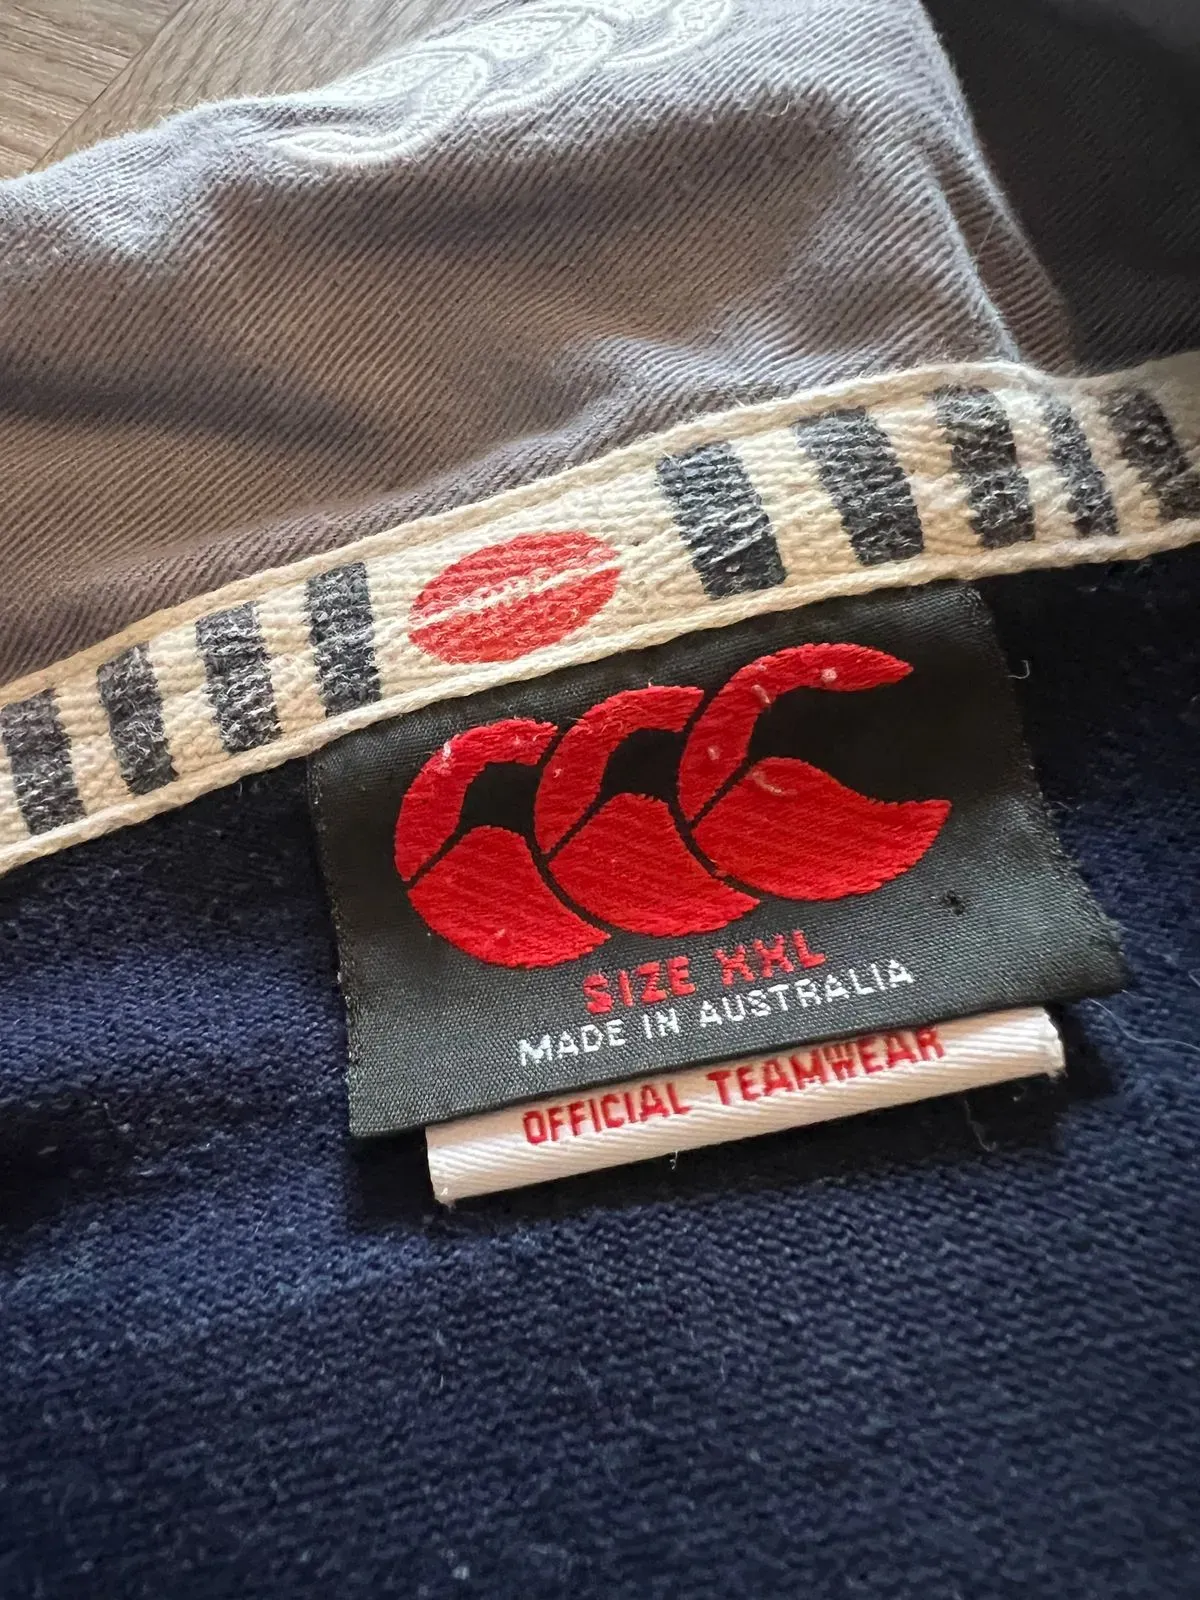 SIZE XXL
MADE IN AUSTRALIA
OFFICIAL TEAMWEAR